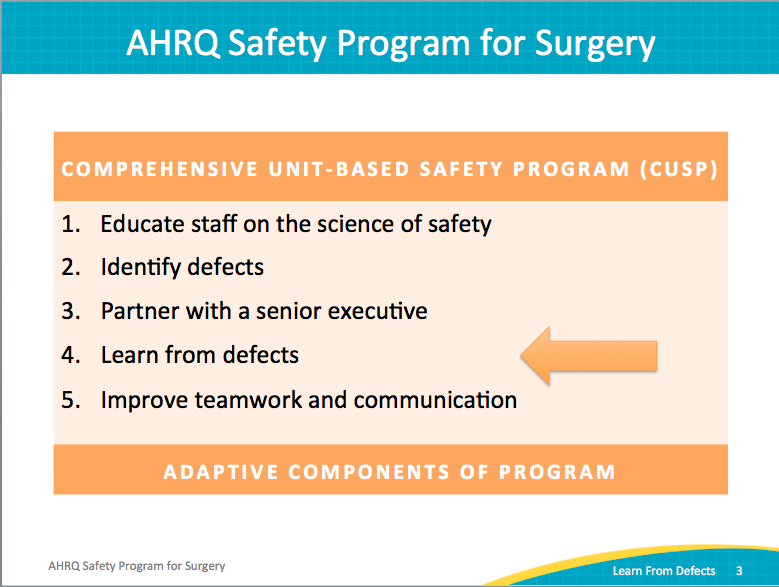 AHRQ Safety Program for Surgery
COMPREHENSIVE UNIT-BASED SAFETY PROGRAM (CUSP)
1. Educate staff on the science of safety
2. Identify defects
3. Partner with a senior executive
4. Learn from defects
5. Improve teamwork and communication
ADAPTIVE COMPONENTS OF PROGRAM
AHRQ Safety Program for Surgery
Learn From Defects 3